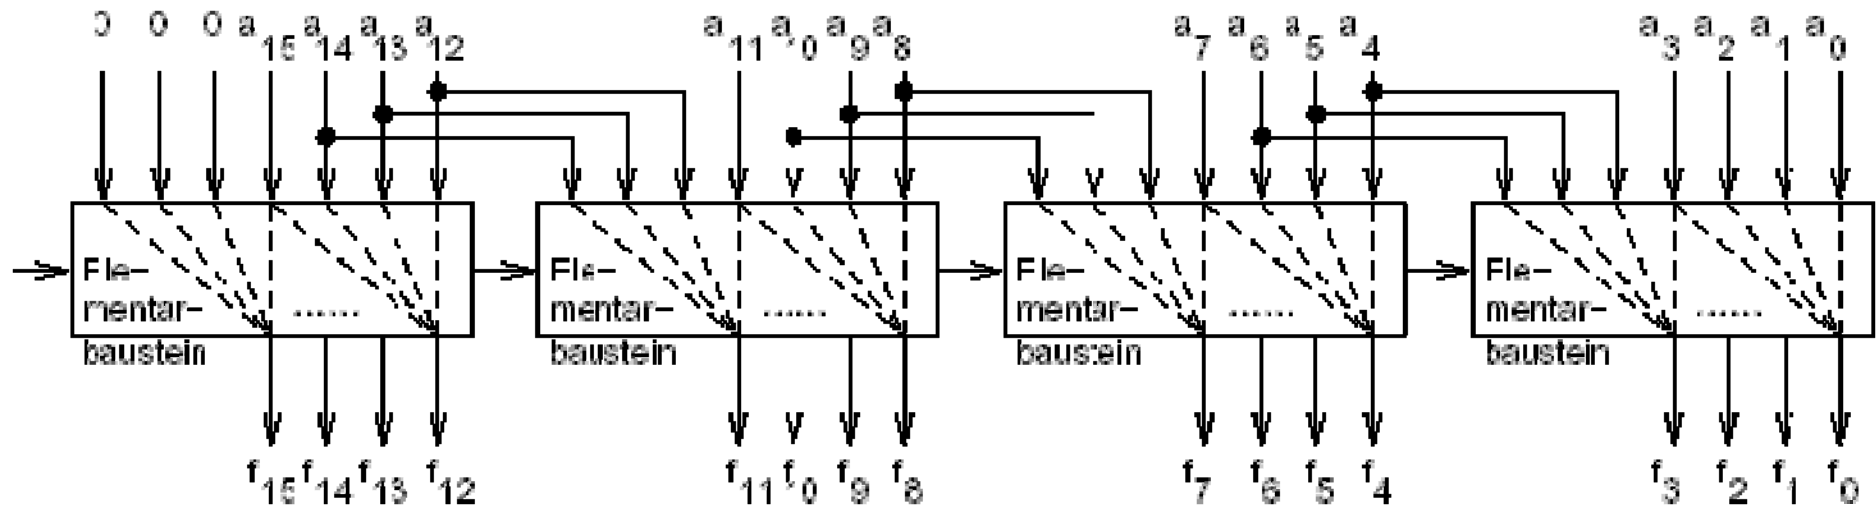 0 0 0 a15 a14 a13 a12 a11 a10 a9 a8 a7 a6 a5 a4 a3 a2 a1 a0
Ele– Ele– Ele– Ele–
mentar– ...... mentar– ...... mentar– ...... mentar– ......
baustein baustein baustein baustein
f15 f14 f13 f12 f11 f10 f9 f8 f7 f6 f5 f4 f3 f2 f1 f0